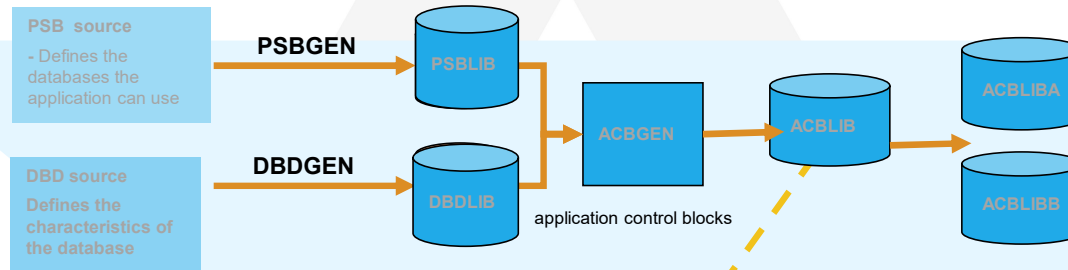 PSB source
- Defines the
databases the
application can use
PSBGEN
PSBLIB
DBD source
Defines the
characteristics of
the database
DBDGEN
DBDLIB
ACBGEN
application control blocks
ACBLIB
ACBLIBA
ACBLIBB